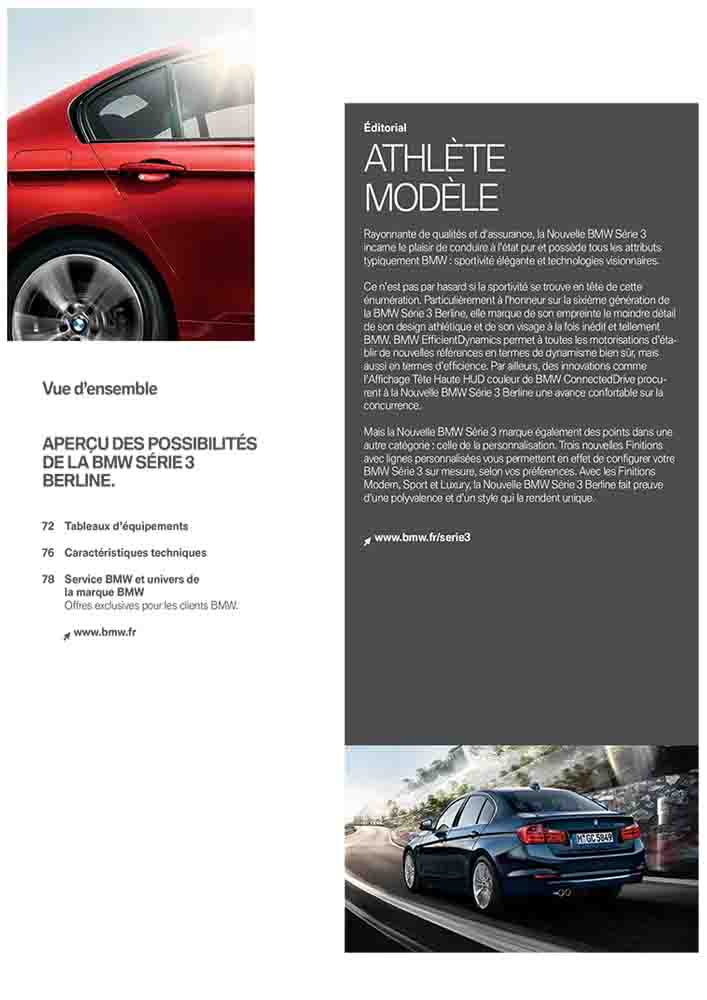 Vue d'ensemble
APERÇU DES POSSIBILITÉS
DE LA BMW SÉRIE 3
BERLINE.
72 Tableaux d'équipements
76 Caractéristiques techniques
78 Service BMW et univers de
la marque BMW
Offres exclusives pour les clients BMW.
www.bmw.fr
Éditorial
ATHLÈTE
MODÈLE
Rayonnante de qualités et d'assurance, la Nouvelle BMW Série 3
incarne le plaisir de conduire à l'état pur et possède tous les attributs
typiquement BMW : sportivité élégante et technologies visionnaires.
Ce n'est pas par hasard si la sportivité se trouve en tête de cette
énumération. Particulièrement à l'honneur sur la sixième génération de
la BMW Série 3 Berline, elle marque de son empreinte le moindre détail
de son design athlétique et de son visage à la fois inédit et tellement
BMW. BMW EfficientDynamics permet à toutes les motorisations d'éta-
blir de nouvelles références en termes de dynamisme bien sûr, mais
aussi en termes d'efficience. Par ailleurs, des innovations comme
l'Affichage Tête Haute HUD couleur de BMW ConnectedDrive procu-
rent à la Nouvelle BMW Série 3 Berline une avance confortable sur la
concurrence.
Mais la Nouvelle BMW Série 3 marque également des points dans une
autre catégorie : celle de la personnalisation. Trois nouvelles Finitions
avec lignes personnalisées vous permettent en effet de configurer votre
BMW Série 3 sur mesure, selon vos préférences. Avec les Finitions
Modern, Sport et Luxury, la Nouvelle BMW Série 3 Berline fait preuve
d'une polyvalence et d'un style qui la rendent unique.
www.bmw.fr/serie3
M GC 5849